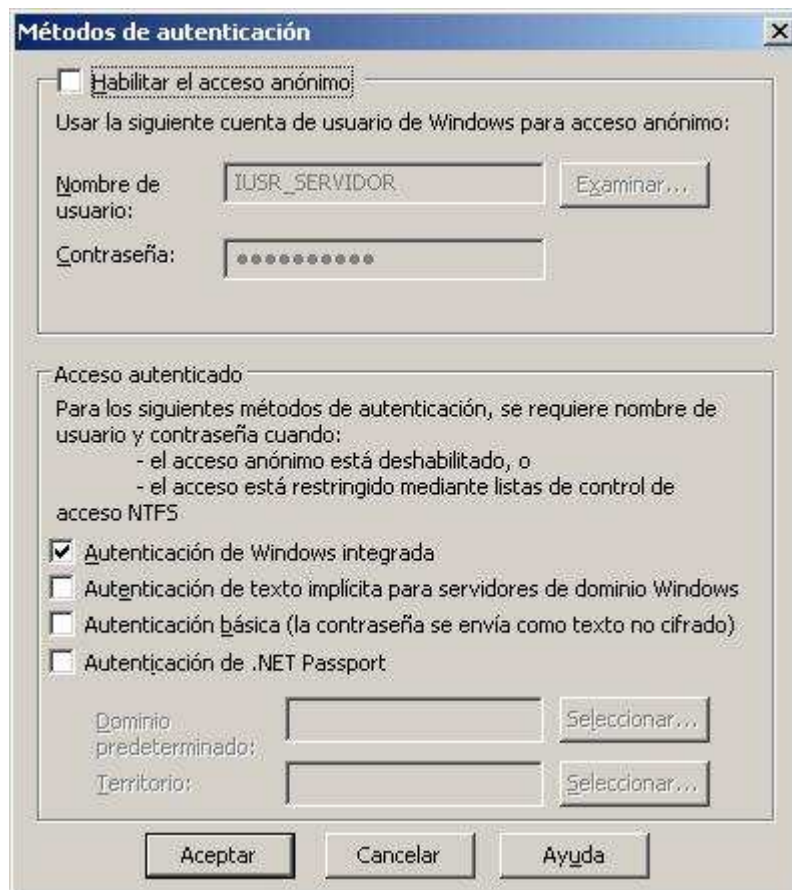 Métodos de autenticación
Habilitar el acceso anónimo
Usar la siguiente cuenta de usuario de Windows para acceso anónimo:
Nombre de usuario: IUSR_SERVIDOR Examinar...
Contraseña: ●●●●●●●●●●
Acceso autenticado
Para los siguientes métodos de autenticación, se requiere nombre de
usuario y contraseña cuando:
- el acceso anónimo está deshabilitado, o
- el acceso está restringido mediante listas de control de
acceso NTFS
Autenticación de Windows integrada
Autenticación de texto implícita para servidores de dominio Windows
Autenticación básica (la contraseña se envía como texto no cifrado)
Autenticación de .NET Passport
Dominio predeterminado: Seleccionar...
Territorio: Seleccionar...
Aceptar Cancelar Ayuda